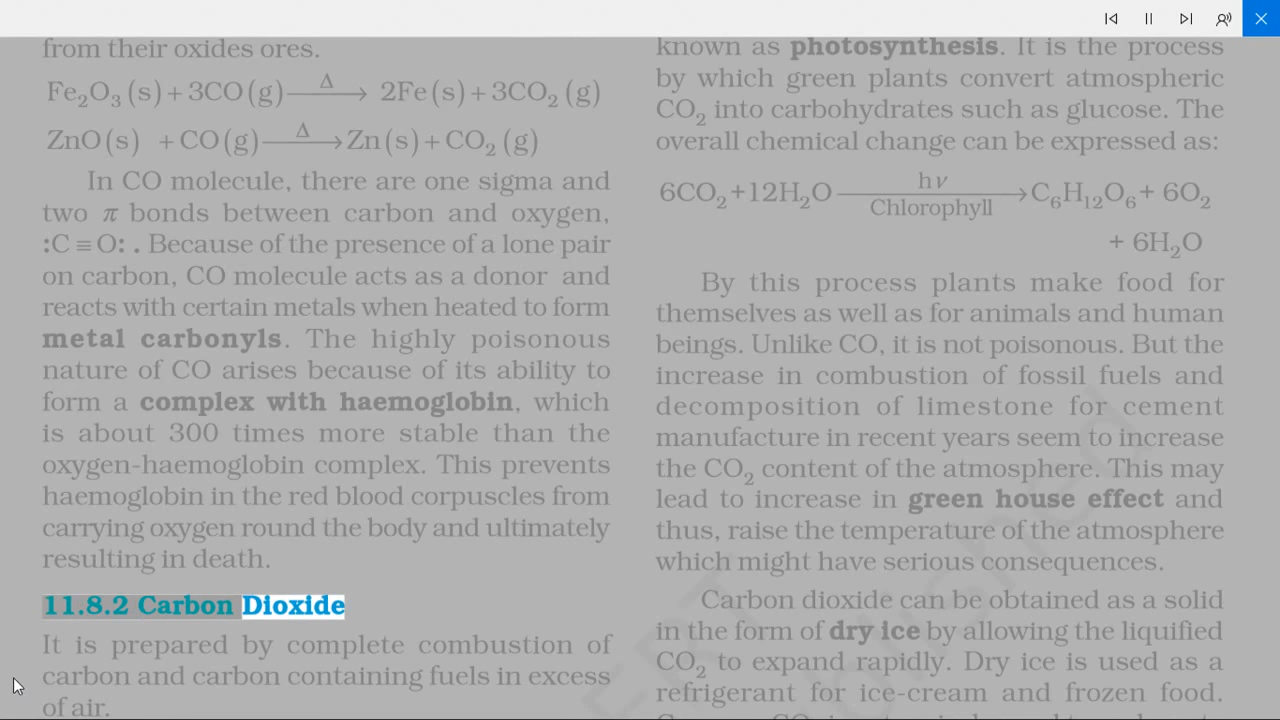 from their oxides ores.
Fe₂O₃(s)+3CO(g) —Δ→ 2Fe(s)+3CO₂(g)
ZnO(s) +CO(g) —Δ→ Zn(s)+CO₂(g)
In CO molecule, there are one sigma and
two π bonds between carbon and oxygen,
:C≡O: . Because of the presence of a lone pair
on carbon, CO molecule acts as a donor and
reacts with certain metals when heated to form
metal carbonyls. The highly poisonous
nature of CO arises because of its ability to
form a complex with haemoglobin, which
is about 300 times more stable than the
oxygen-haemoglobin complex. This prevents
haemoglobin in the red blood corpuscles from
carrying oxygen round the body and ultimately
resulting in death.
11.8.2 Carbon Dioxide
It is prepared by complete combustion of
carbon and carbon containing fuels in excess
of air.
known as photosynthesis. It is the process
by which green plants convert atmospheric
CO₂ into carbohydrates such as glucose. The
overall chemical change can be expressed as:
6CO₂+12H₂O —hν/Chlorophyll→ C₆H₁₂O₆+ 6O₂
+ 6H₂O
By this process plants make food for
themselves as well as for animals and human
beings. Unlike CO, it is not poisonous. But the
increase in combustion of fossil fuels and
decomposition of limestone for cement
manufacture in recent years seem to increase
the CO₂ content of the atmosphere. This may
lead to increase in green house effect and
thus, raise the temperature of the atmosphere
which might have serious consequences.
Carbon dioxide can be obtained as a solid
in the form of dry ice by allowing the liquified
CO₂ to expand rapidly. Dry ice is used as a
refrigerant for ice-cream and frozen food.